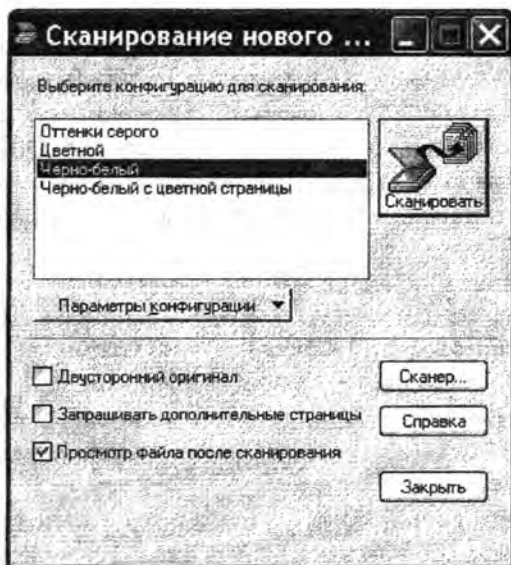 Сканирование нового ...
Выберите конфигурацию для сканирования:
Оттенки серого
Цветной
Черно-белый
Черно-белый с цветной страницы
Сканировать
Параметры конфигурации
Двусторонний оригинал
Сканер...
Запрашивать дополнительные страницы
Справка
Просмотр файла после сканирования
Закрыть